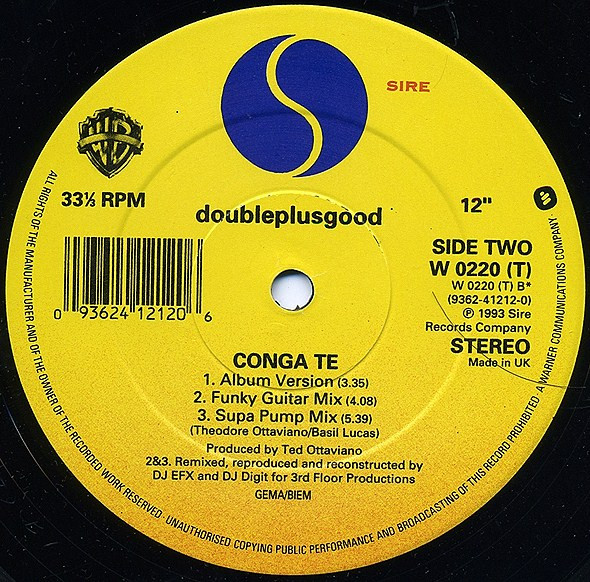 SIRE
WB
33⅓ RPM
doubleplusgood
12"
SIDE TWO
W 0220 (T)
W 0220 (T) B*
(9362-41212-0)
℗ 1993 Sire
Records Company
STEREO
Made in UK
0 93624 12120 6
CONGA TE
1. Album Version (3.35)
2. Funky Guitar Mix (4.08)
3. Supa Pump Mix (5.39)
(Theodore Ottaviano/Basil Lucas)
Produced by Ted Ottaviano
2&3. Remixed, reproduced and reconstructed by
DJ EFX and DJ Digit for 3rd Floor Productions
GEMA/BIEM
ALL RIGHTS OF THE MANUFACTURER AND OF THE OWNER OF THE RECORDED WORK RESERVED. UNAUTHORISED COPYING PUBLIC PERFORMANCE AND BROADCASTING OF THIS RECORD PROHIBITED A WARNER COMMUNICATIONS COMPANY.